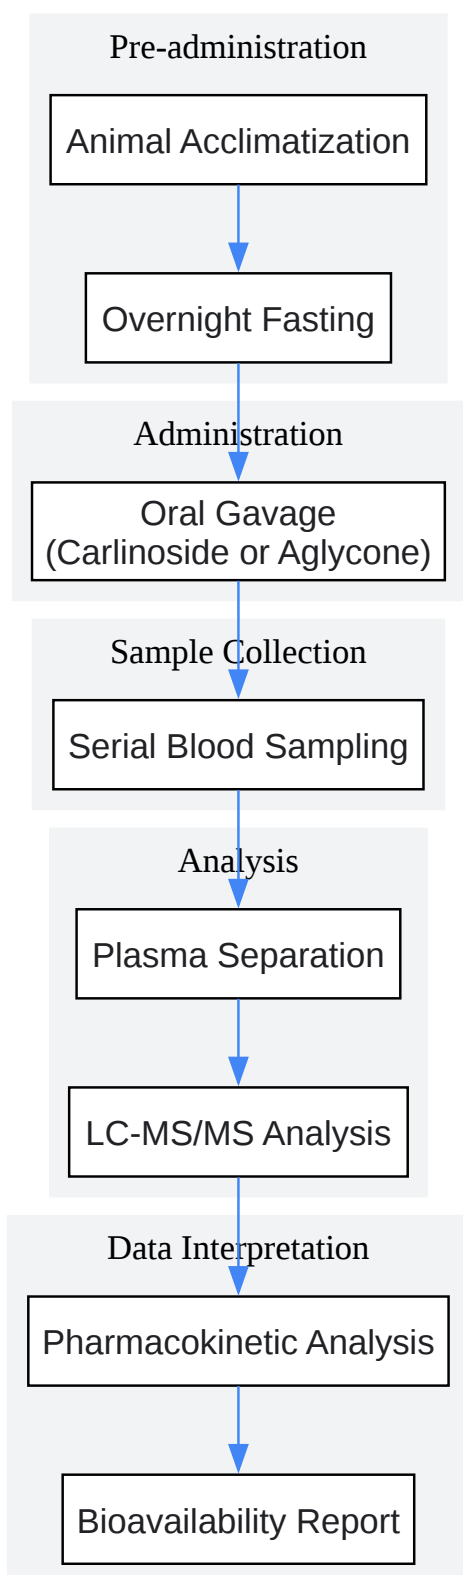 Pre-administration
Animal Acclimatization
Overnight Fasting
Administration
Oral Gavage
(Carlinoside or Aglycone)
Sample Collection
Serial Blood Sampling
Analysis
Plasma Separation
LC-MS/MS Analysis
Data Interpretation
Pharmacokinetic Analysis
Bioavailability Report